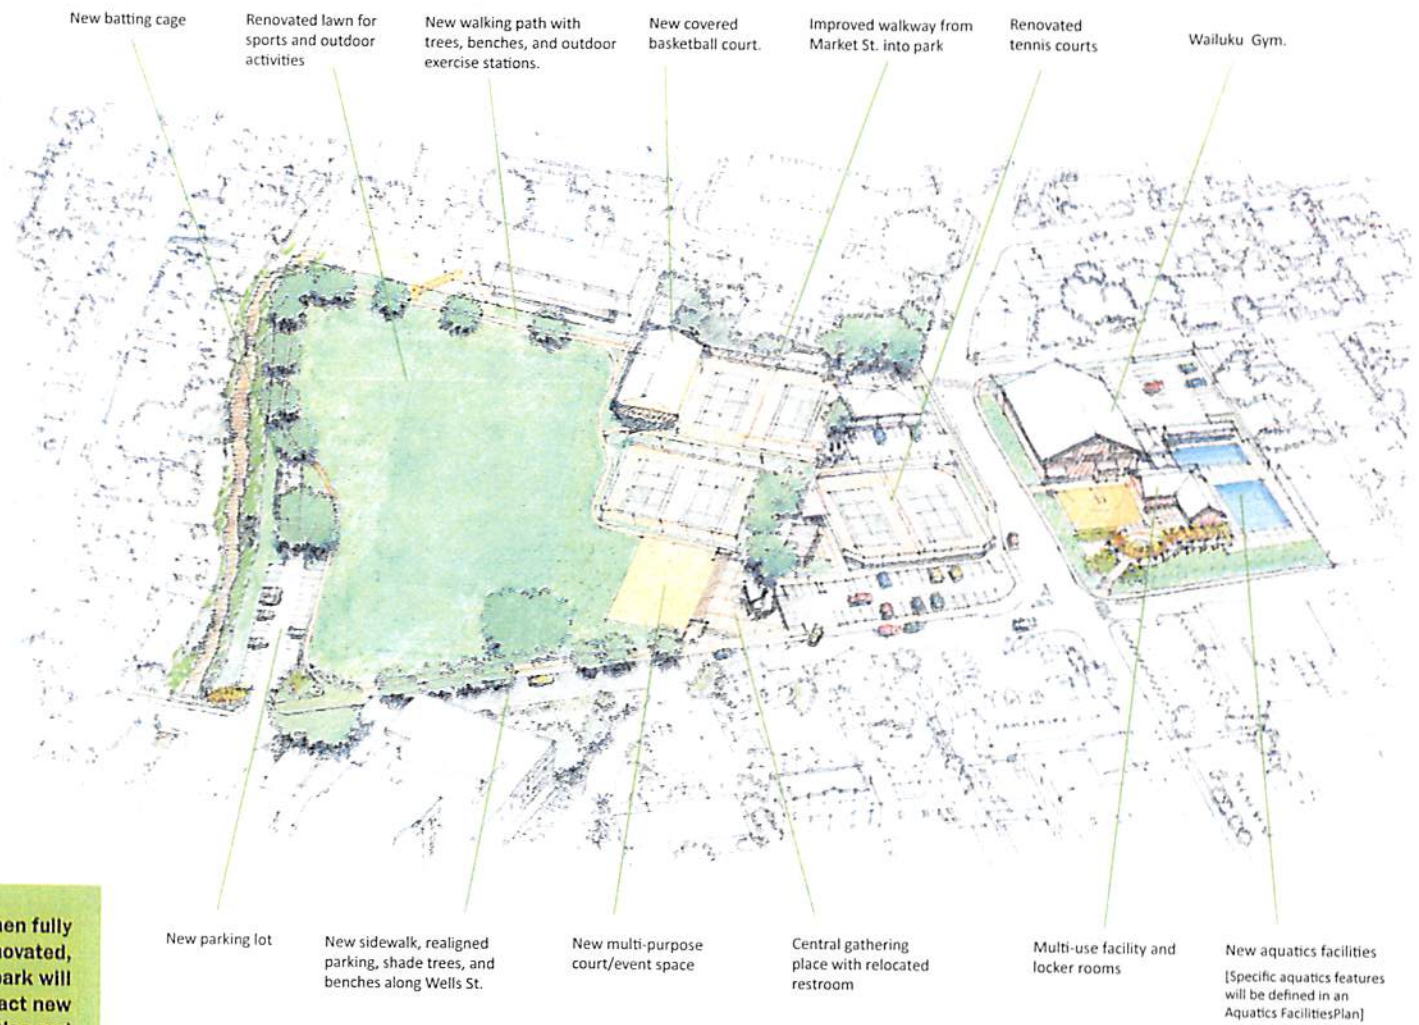 New batting cage
Renovated lawn for
sports and outdoor
activities
New walking path with
trees, benches, and outdoor
exercise stations.
New covered
basketball court.
Improved walkway from
Market St. into park
Renovated
tennis courts
Wailuku Gym.
New parking lot
New sidewalk, realigned
parking, shade trees, and
benches along Wells St.
New multi-purpose
court/event space
Central gathering
place with relocated
restroom
Multi-use facility and
locker rooms
New aquatics facilities
[Specific aquatics features
will be defined in an
Aquatics FacilitiesPlan]
en fully
novated,
park will
act new